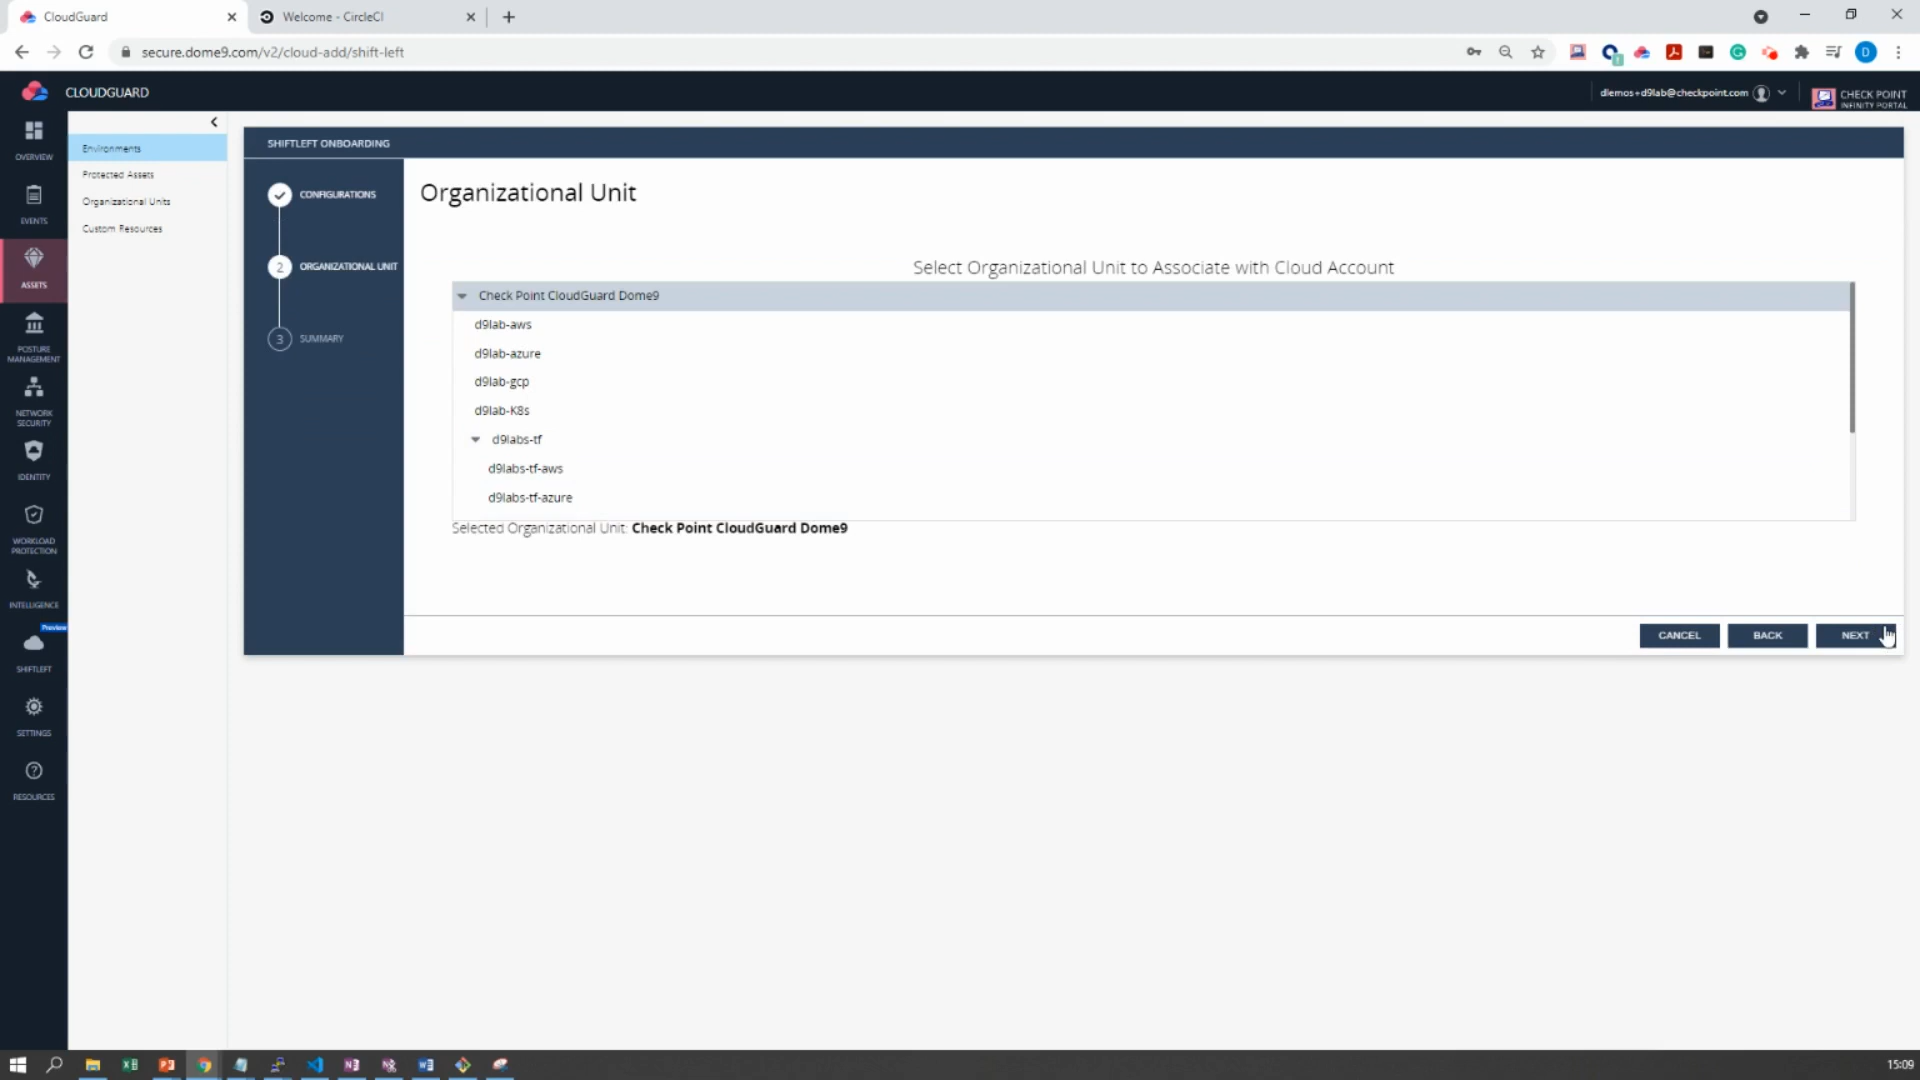 CloudGuard
Welcome - CircleCI
secure.dome9.com/v2/cloud-add/shift-left
D
CLOUDGUARD
dlemos+d9lab@checkpoint.com
CHECK POINT
INFINITY PORTAL
OVERVIEW
EVENTS
ASSETS
POSTURE
MANAGEMENT
NETWORK
SECURITY
IDENTITY
WORKLOAD
PROTECTION
INTELLIGENCE
Preview
SHIFTLEFT
SETTINGS
RESOURCES
Environments
Protected Assets
Organizational Units
Custom Resources
SHIFTLEFT ONBOARDING
CONFIGURATIONS
2 ORGANIZATIONAL UNIT
3 SUMMARY
Organizational Unit
Select Organizational Unit to Associate with Cloud Account
Check Point CloudGuard Dome9
d9lab-aws
d9lab-azure
d9lab-gcp
d9lab-K8s
d9labs-tf
d9labs-tf-aws
d9labs-tf-azure
Selected Organizational Unit: Check Point CloudGuard Dome9
CANCEL
BACK
NEXT
15:09